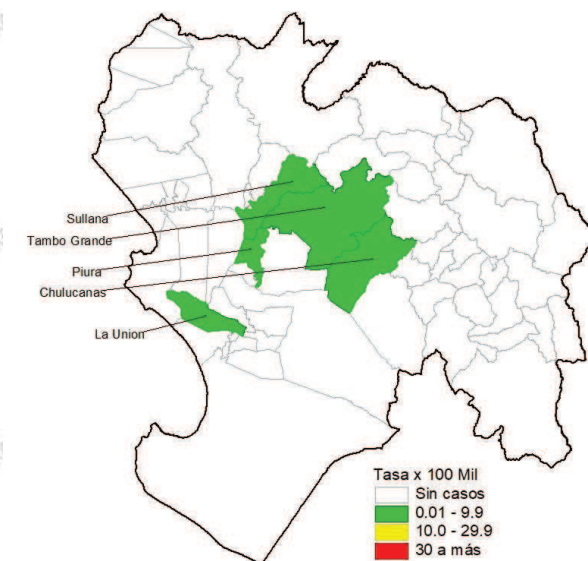 Sullana
Tambo Grande
Piura
Chulucanas
La Union
Tasa x 100 Mil
Sin casos
0.01 - 9.9
10.0 - 29.9
30 a más